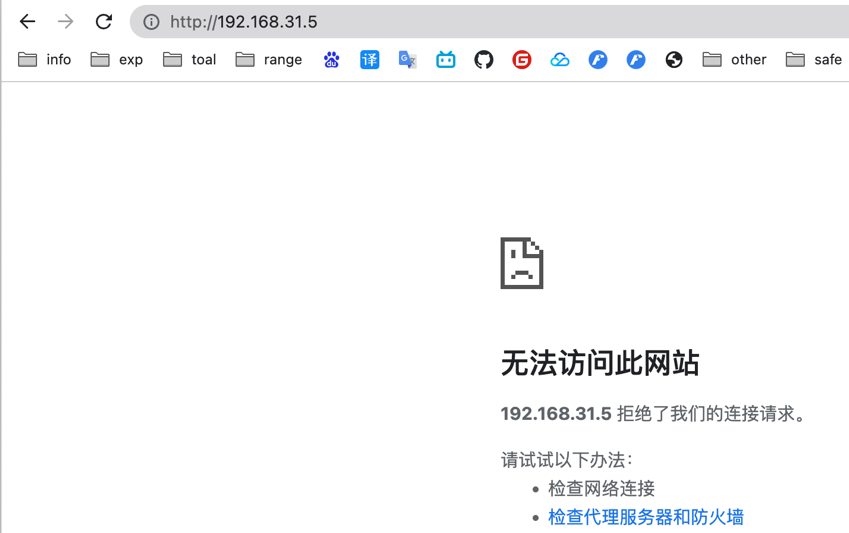 http://192.168.31.5
info exp toal range du 译 G other safe
无法访问此网站
192.168.31.5 拒绝了我们的连接请求。
请试试以下办法：
• 检查网络连接
• 检查代理服务器和防火墙